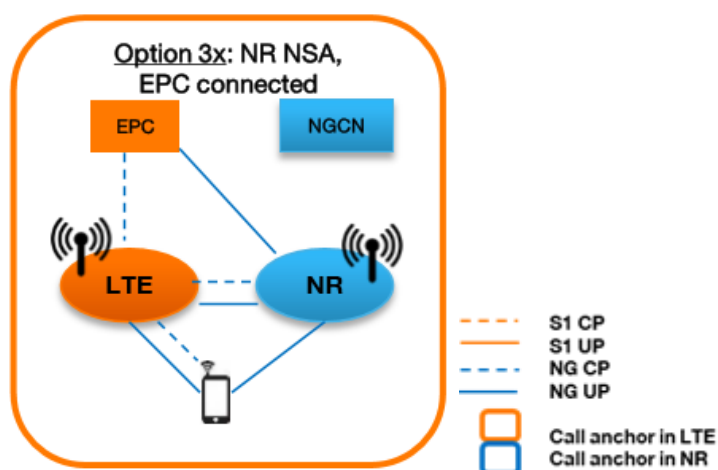 Option 3x: NR NSA,
EPC connected
EPC
NGCN
LTE
NR
S1 CP
S1 UP
NG CP
NG UP
Call anchor in LTE
Call anchor in NR